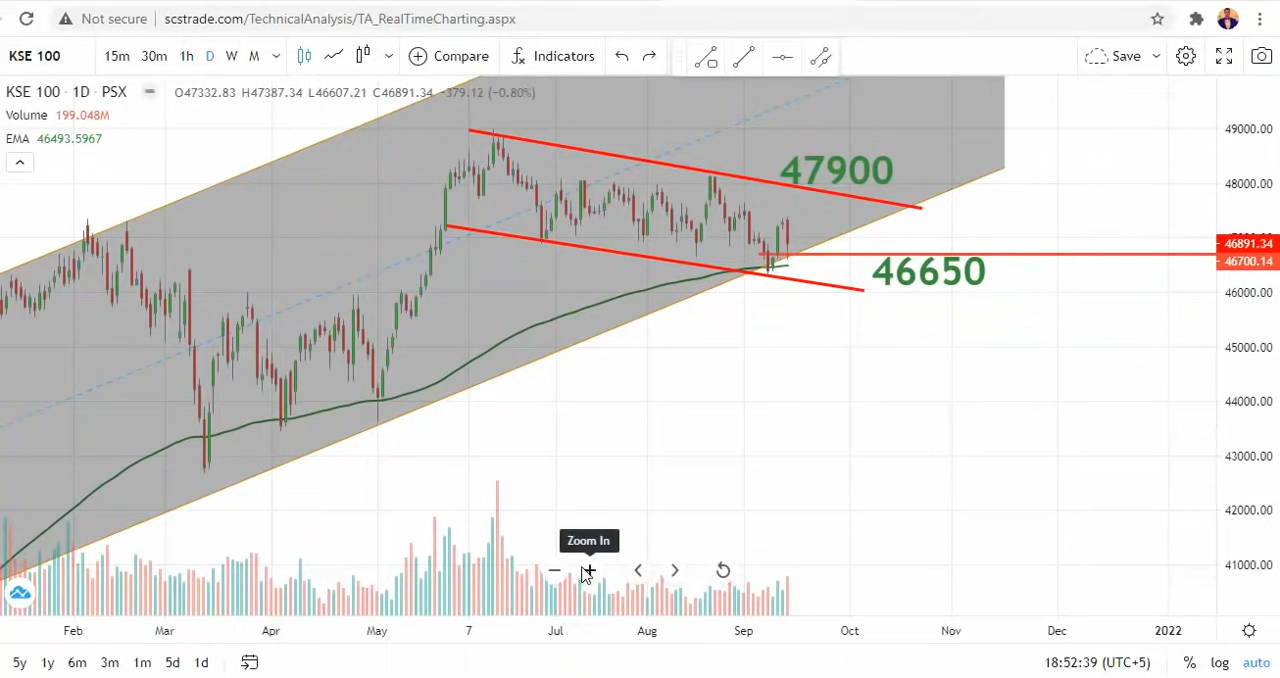 Not secure scstrade.com/TechnicalAnalysis/TA_RealTimeCharting.aspx
KSE 100 15m 30m 1h D W M Compare Indicators Save
KSE 100 · 1D · PSX O47332.83 H47387.34 L46607.21 C46891.34 -379.12 (−0.80%)
Volume 199.048M
EMA 46493.5967
49000.00
47900
48000.00
46891.34
46700.14
46650
46000.00
45000.00
44000.00
43000.00
42000.00
Zoom In
41000.00
Feb Mar Apr May 7 Jul Aug Sep Oct Nov Dec 2022
5y 1y 6m 3m 1m 5d 1d 18:52:39 (UTC+5) % log auto